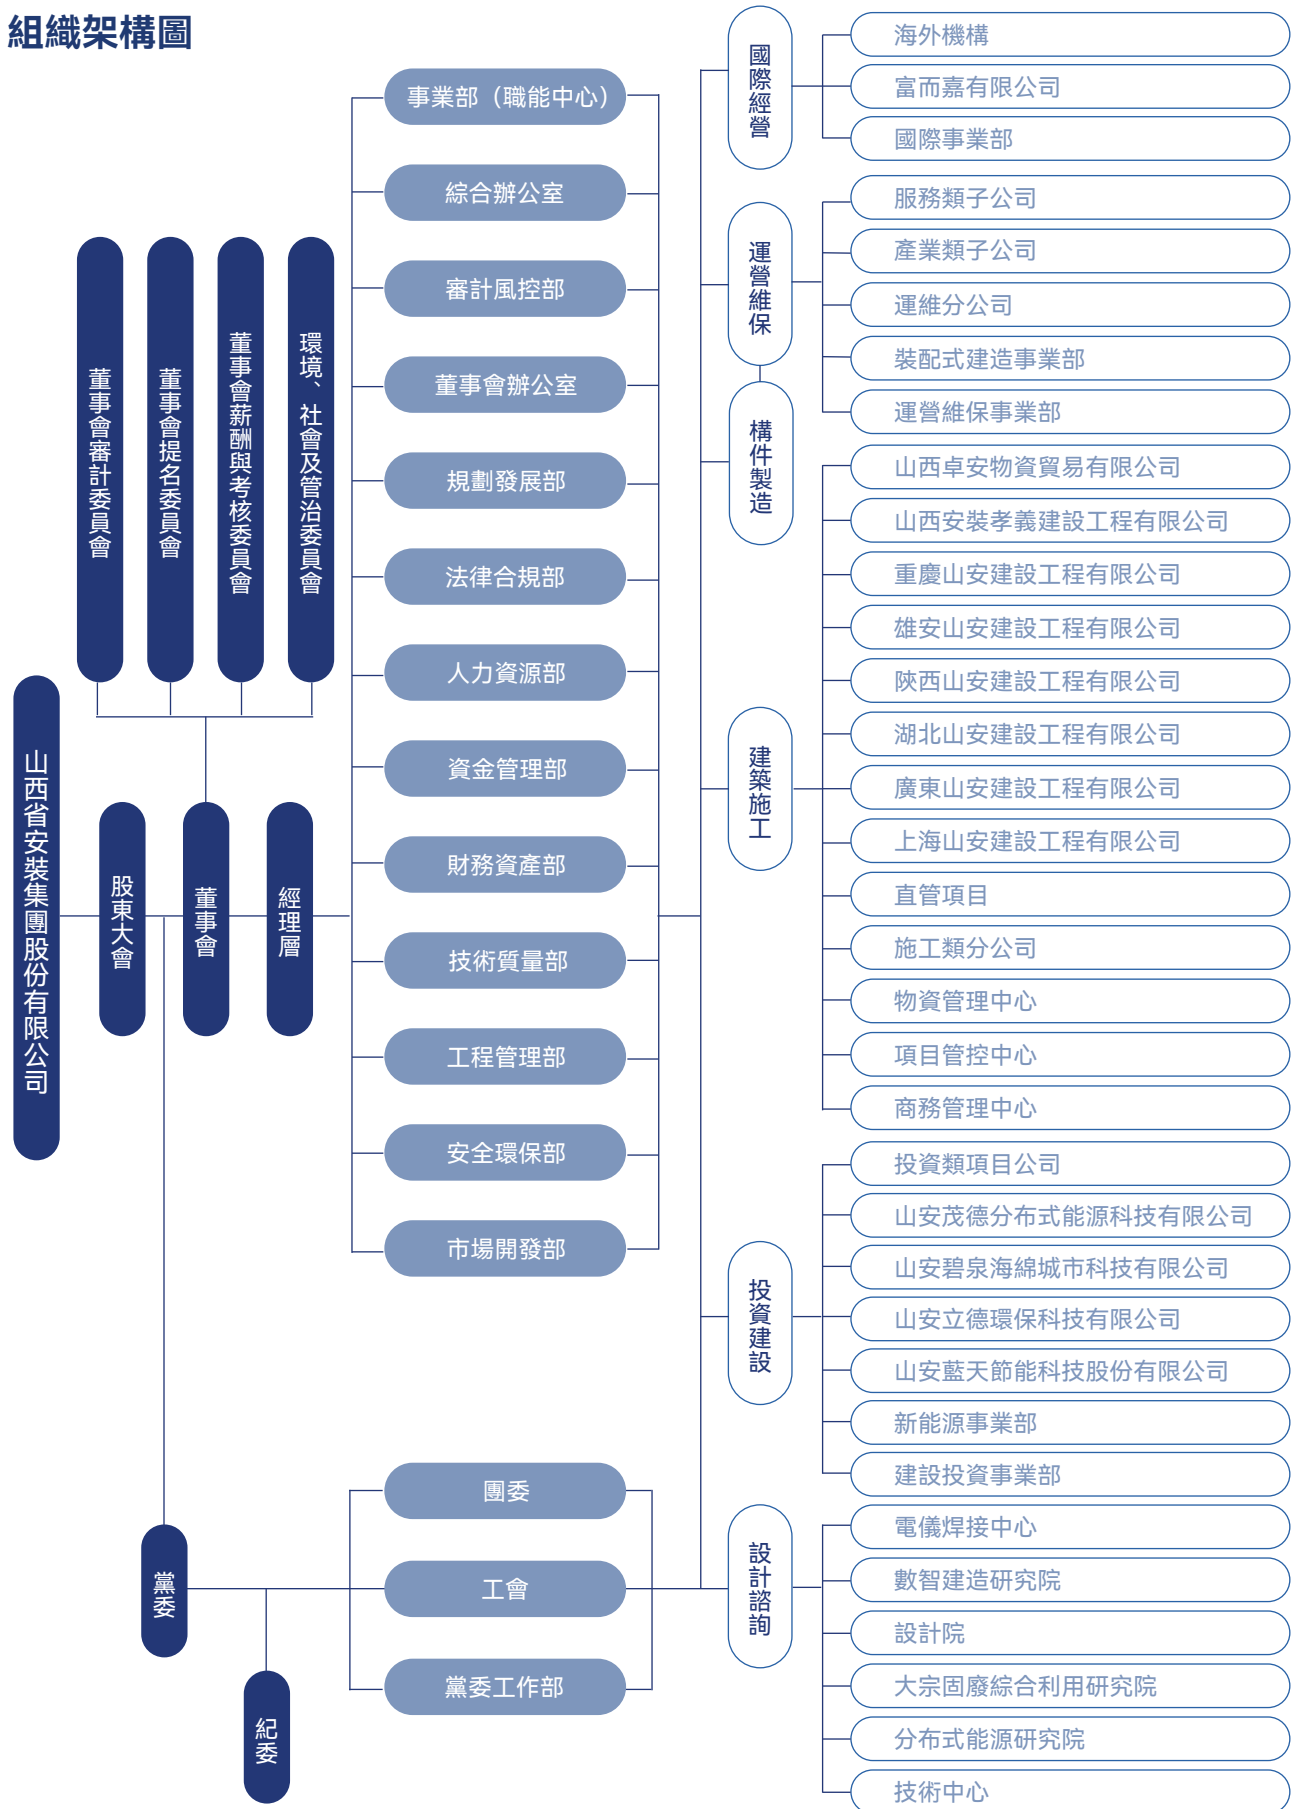 組織架構圖
山西省安裝集團股份有限公司
股東大會
董事會
經理層
董事會審計委員會
董事會提名委員會
董事會薪酬與考核委員會
環境、社會及管治委員會
黨委
紀委
事業部（職能中心）
綜合辦公室
審計風控部
董事會辦公室
規劃發展部
法律合規部
人力資源部
資金管理部
財務資產部
技術質量部
工程管理部
安全環保部
市場開發部
團委
工會
黨委工作部
國際經營
海外機構
富而嘉有限公司
國際事業部
運營維保
構件製造
服務類子公司
產業類子公司
運維分公司
裝配式建造事業部
運營維保事業部
建築施工
山西卓安物資貿易有限公司
山西安裝孝義建設工程有限公司
重慶山安建設工程有限公司
雄安山安建設工程有限公司
陝西山安建設工程有限公司
湖北山安建設工程有限公司
廣東山安建設工程有限公司
上海山安建設工程有限公司
直管項目
施工類分公司
物資管理中心
項目管控中心
商務管理中心
投資建設
投資類項目公司
山安茂德分布式能源科技有限公司
山安碧泉海綿城市科技有限公司
山安立德環保科技有限公司
山安藍天節能科技股份有限公司
新能源事業部
建設投資事業部
設計諮詢
電儀焊接中心
數智建造研究院
設計院
大宗固廢綜合利用研究院
分布式能源研究院
技術中心